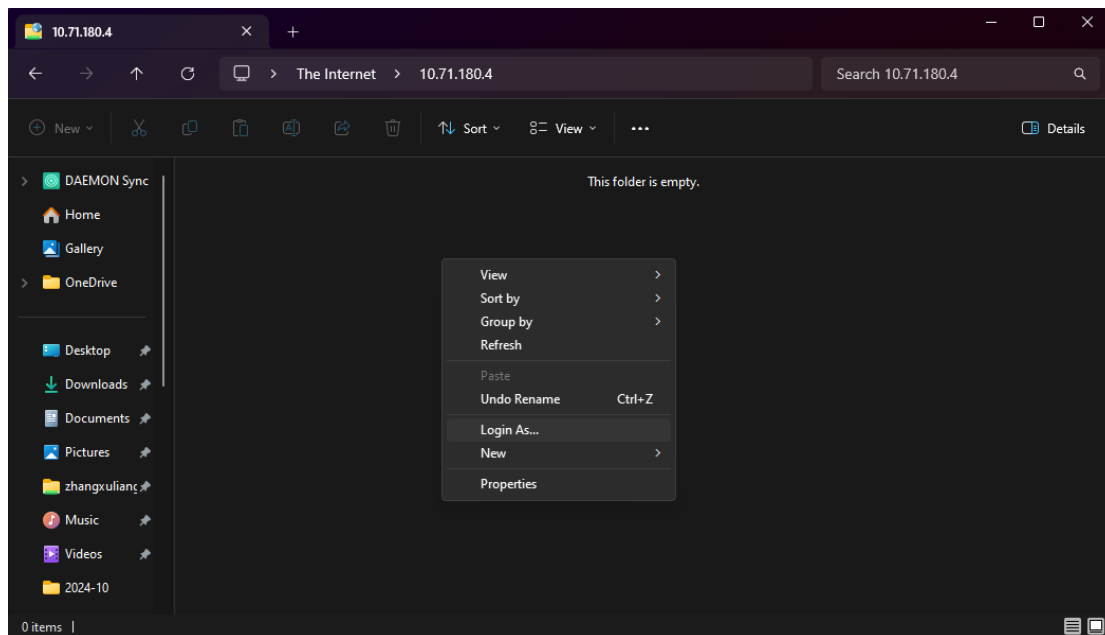 10.71.180.4
The Internet > 10.71.180.4
Search 10.71.180.4
New
Sort
View
Details
DAEMON Sync
Home
Gallery
OneDrive
Desktop
Downloads
Documents
Pictures
zhangxuliang
Music
Videos
2024-10
This folder is empty.
View
Sort by
Group by
Refresh
Paste
Undo Rename Ctrl+Z
Login As...
New
Properties
0 items